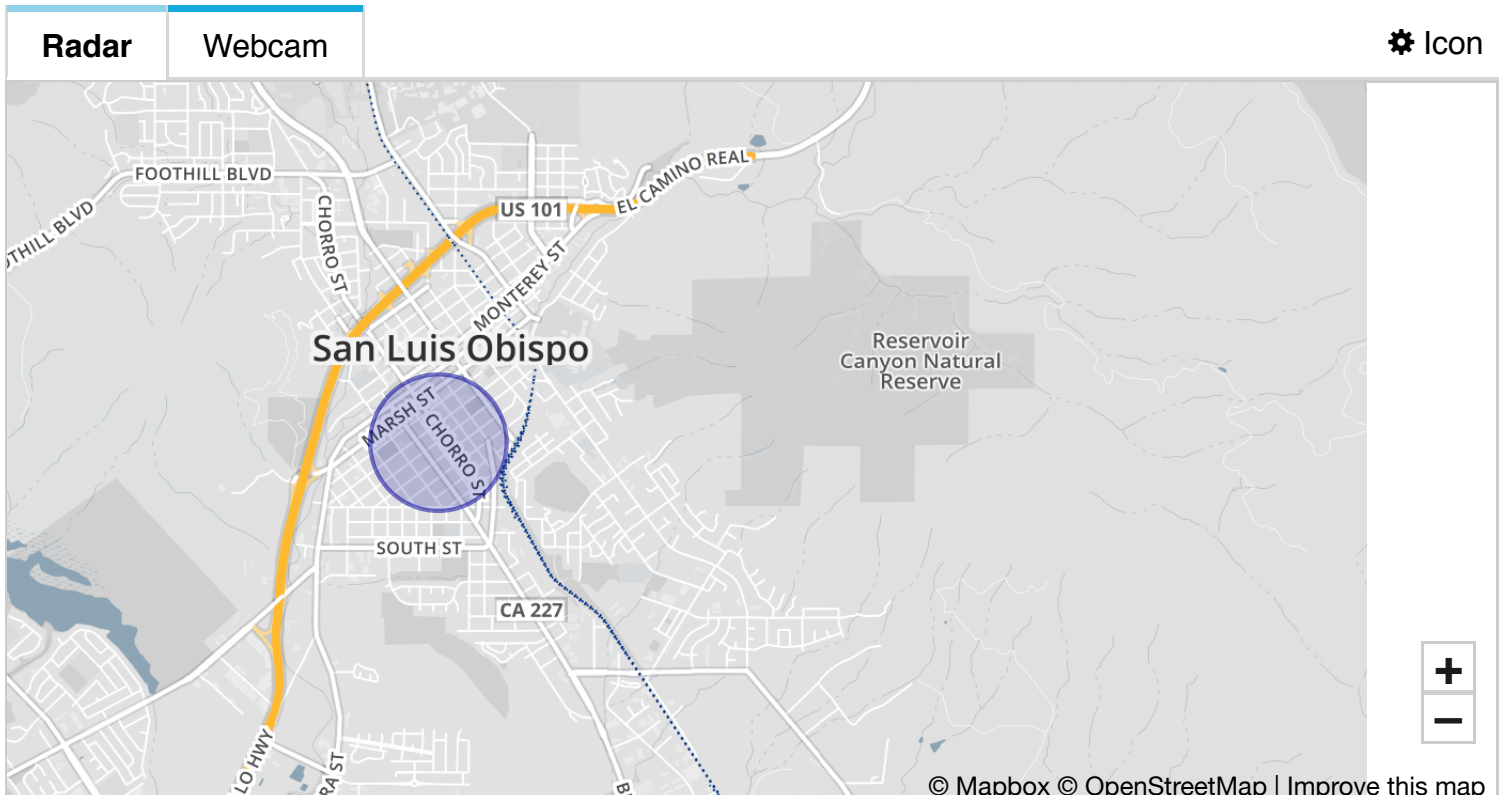 Radar
Webcam
Icon
FOOTHILL BLVD
CHORRO ST
US 101
EL CAMINO REAL
MONTEREY ST
San Luis Obispo
Reservoir
Canyon Natural
Reserve
MARSH ST
CHORRO ST
SOUTH ST
CA 227
+
−
LO HWY
RA ST
© Mapbox © OpenStreetMap | Improve this map